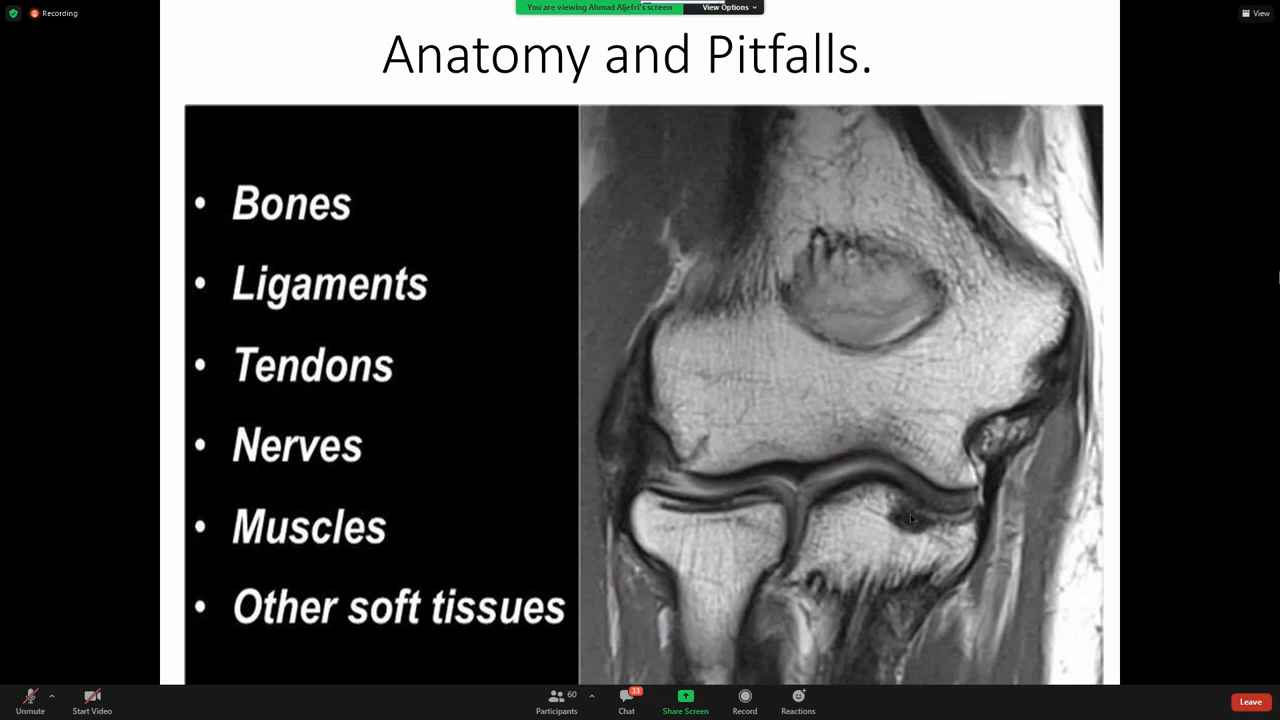 Recording
You are viewing Ahmad Aljefri's screen
View Options
View
Anatomy and Pitfalls.
• Bones
• Ligaments
• Tendons
• Nerves
• Muscles
• Other soft tissues
Unmute
Start Video
60
Participants
33
Chat
Share Screen
Record
Reactions
Leave